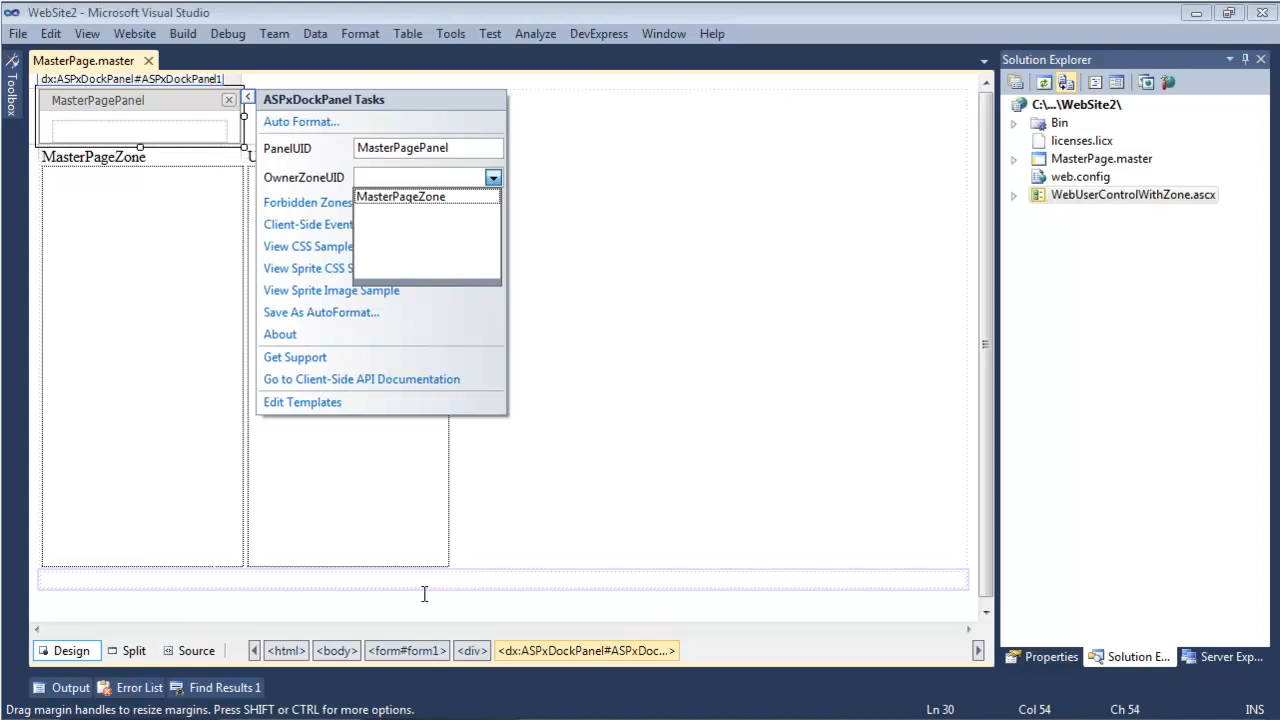 WebSite2 - Microsoft Visual Studio
File Edit View Website Build Debug Team Data Format Table Tools Test Analyze DevExpress Window Help
MasterPage.master
Toolbox
dx:ASPxDockPanel#ASPxDockPanel1
MasterPagePanel
MasterPageZone
U
ASPxDockPanel Tasks
Auto Format...
PanelUID MasterPagePanel
OwnerZoneUID
MasterPageZone
Forbidden Zones
Client-Side Event
View CSS Sample
View Sprite CSS S
View Sprite Image Sample
Save As AutoFormat...
About
Get Support
Go to Client-Side API Documentation
Edit Templates
Solution Explorer
C:\...\WebSite2\
Bin
licenses.licx
MasterPage.master
web.config
WebUserControlWithZone.ascx
Design Split Source <html> <body> <form#form1> <div> <dx:ASPxDockPanel#ASPxDoc...>
Properties Solution E... Server Exp...
Output Error List Find Results 1
Drag margin handles to resize margins. Press SHIFT or CTRL for more options. Ln 30 Col 54 Ch 54 INS